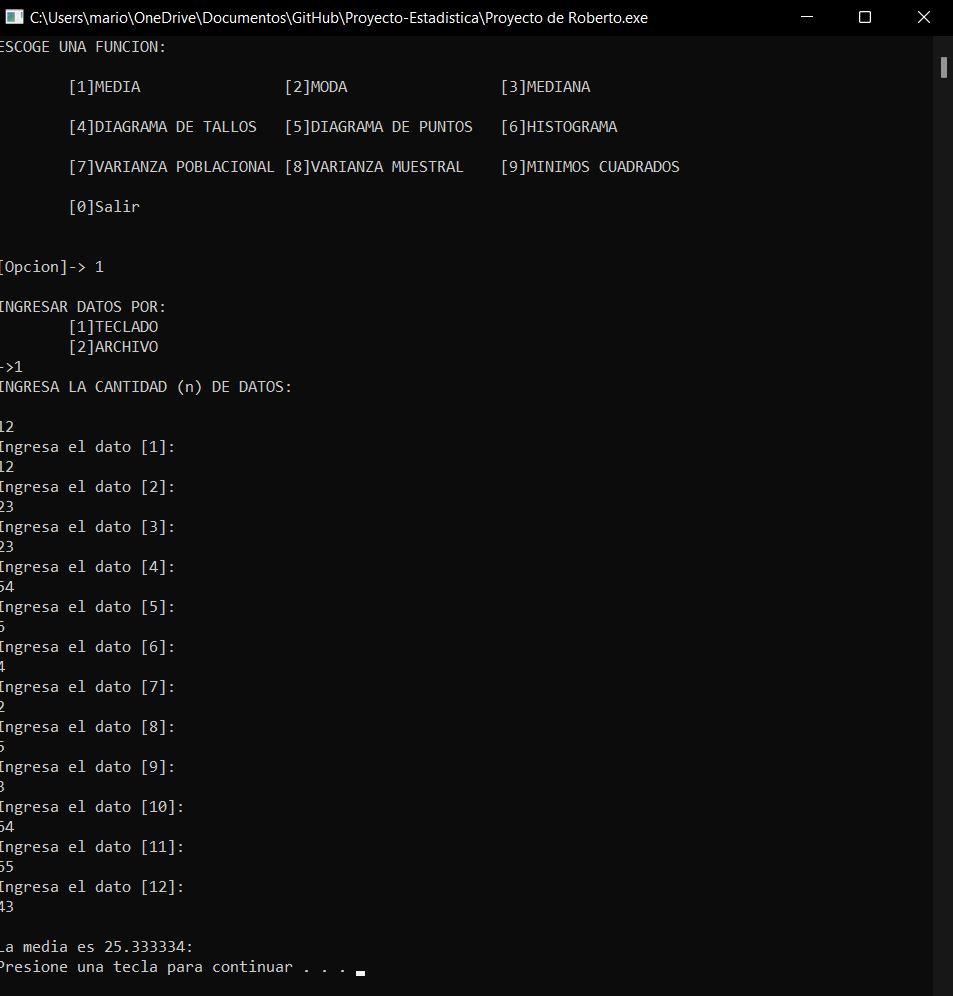 C:\Users\mario\OneDrive\Documentos\GitHub\Proyecto-Estadistica\Proyecto de Roberto.exe
ESCOGE UNA FUNCION:
[1]MEDIA [2]MODA [3]MEDIANA
[4]DIAGRAMA DE TALLOS [5]DIAGRAMA DE PUNTOS [6]HISTOGRAMA
[7]VARIANZA POBLACIONAL [8]VARIANZA MUESTRAL [9]MINIMOS CUADRADOS
[0]Salir
[Opcion]-> 1
INGRESAR DATOS POR:
[1]TECLADO
[2]ARCHIVO
->1
INGRESA LA CANTIDAD (n) DE DATOS:
12
Ingresa el dato [1]:
12
Ingresa el dato [2]:
23
Ingresa el dato [3]:
23
Ingresa el dato [4]:
54
Ingresa el dato [5]:
6
Ingresa el dato [6]:
4
Ingresa el dato [7]:
2
Ingresa el dato [8]:
5
Ingresa el dato [9]:
3
Ingresa el dato [10]:
64
Ingresa el dato [11]:
65
Ingresa el dato [12]:
43
La media es 25.333334:
Presione una tecla para continuar . . .